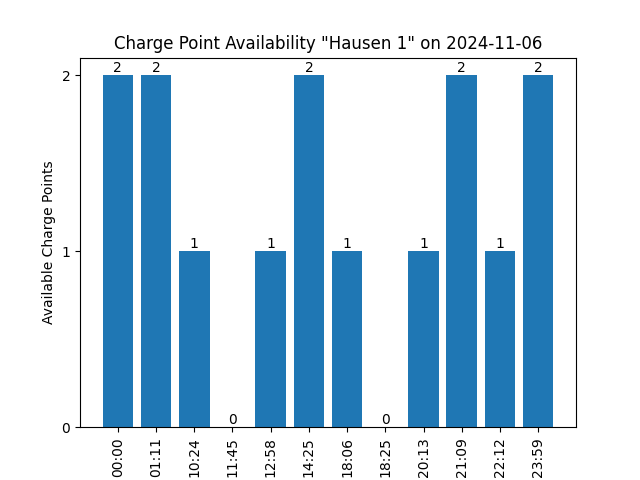 Charge Point Availability "Hausen 1" on 2024-11-06
2 2 1 0 1 2 1 0 1 2 1 2
2
1
0
Available Charge Points
00:00 01:11 10:24 11:45 12:58 14:25 18:06 18:25 20:13 21:09 22:12 23:59